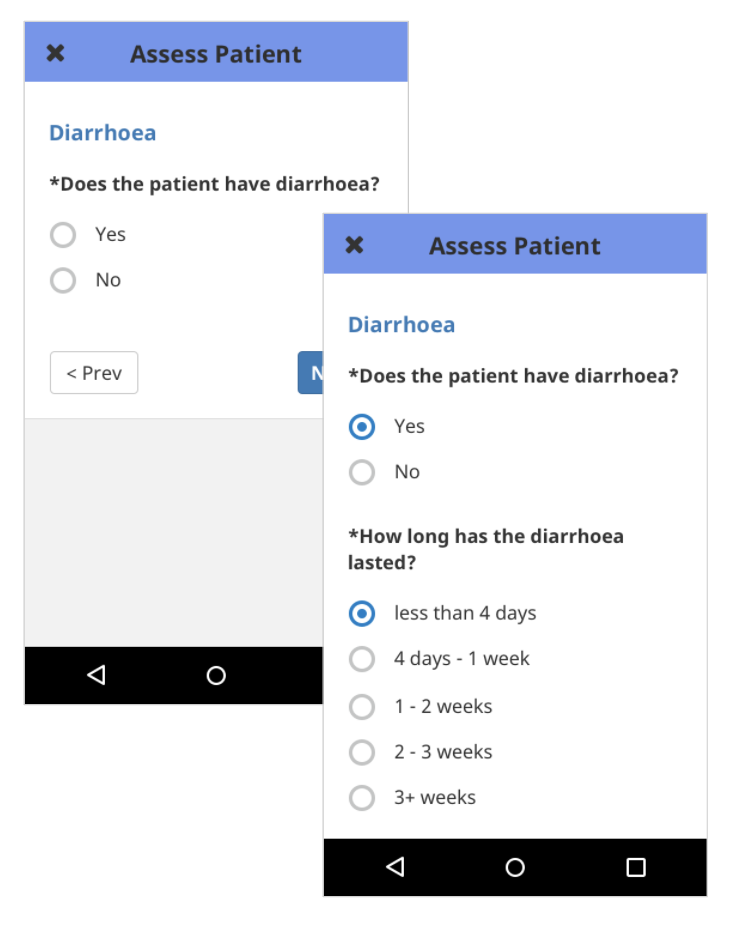 Assess Patient
Diarrhoea
*Does the patient have diarrhoea?
Yes
No
< Prev
Assess Patient
Diarrhoea
*Does the patient have diarrhoea?
Yes
No
*How long has the diarrhoea
lasted?
less than 4 days
4 days - 1 week
1 - 2 weeks
2 - 3 weeks
3+ weeks